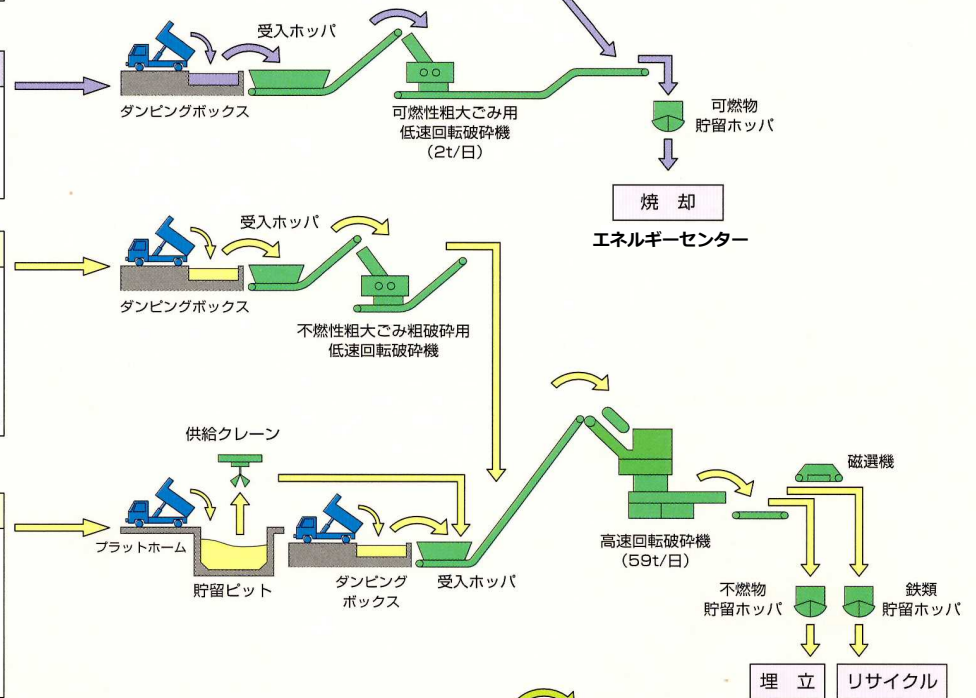 受入ホッパ
ダンピングボックス
可燃性粗大ごみ用
低速回転破砕機
(2t/日)
可燃物
貯留ホッパ
焼 却
エネルギーセンター
受入ホッパ
ダンピングボックス
不燃性粗大ごみ粗破砕用
低速回転破砕機
供給クレーン
プラットホーム
貯留ピット
ダンピング
ボックス
受入ホッパ
高速回転破砕機
(59t/日)
磁選機
不燃物
貯留ホッパ
鉄類
貯留ホッパ
埋 立
リサイクル